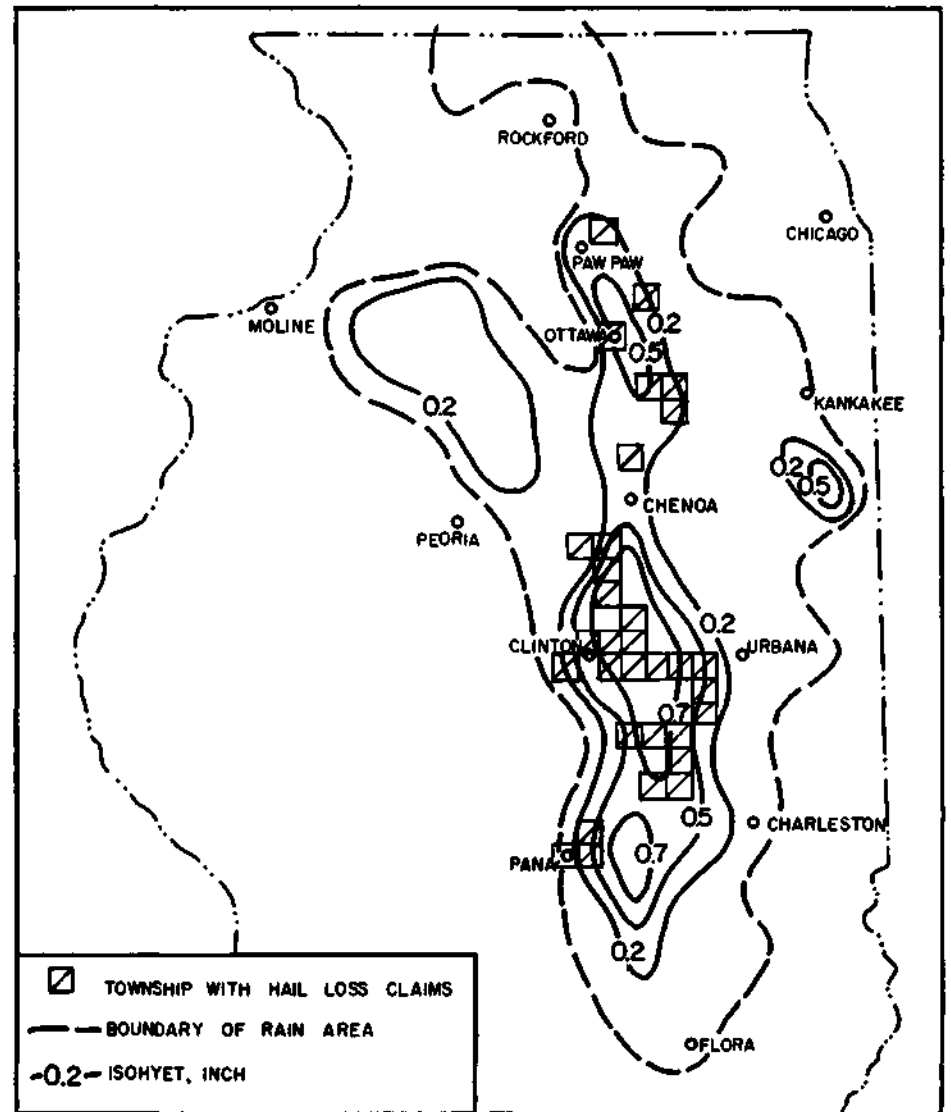 ROCKFORD
CHICAGO
PAW PAW
MOLINE
OTTAWA
0.2
0.5
KANKAKEE
0.2
0.2
0.5
CHENOA
PEORIA
0.2
CLINTON
URBANA
0.7
0.5
CHARLESTON
PANA
0.7
0.2
FLORA
TOWNSHIP WITH HAIL LOSS CLAIMS
BOUNDARY OF RAIN AREA
-0.2- ISOHYET, INCH